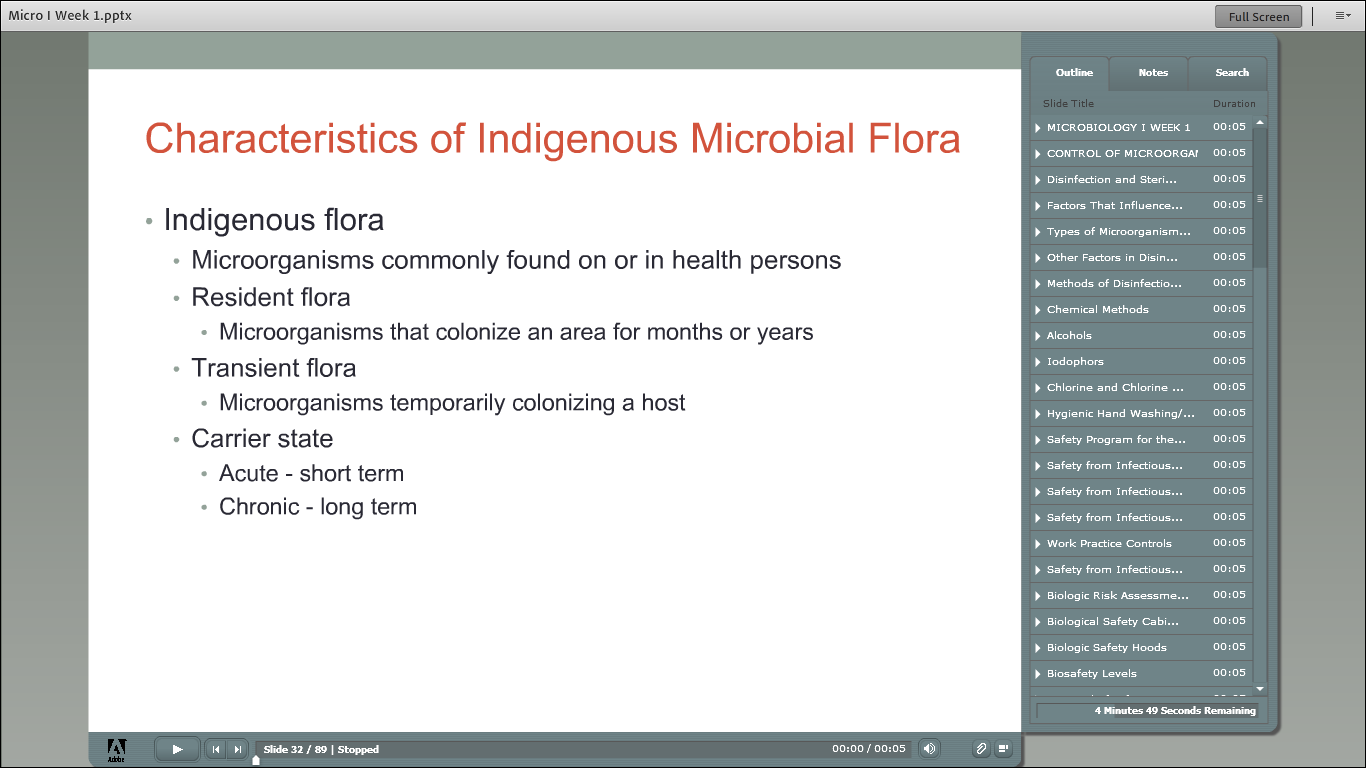 Micro I Week 1.pptx
Full Screen
Characteristics of Indigenous Microbial Flora
• Indigenous flora
• Microorganisms commonly found on or in health persons
• Resident flora
• Microorganisms that colonize an area for months or years
• Transient flora
• Microorganisms temporarily colonizing a host
• Carrier state
• Acute - short term
• Chronic - long term
Outline Notes Search
Slide Title Duration
MICROBIOLOGY I WEEK 1 00:05
CONTROL OF MICROORGAN 00:05
Disinfection and Steri... 00:05
Factors That Influence... 00:05
Types of Microorganism... 00:05
Other Factors in Disin... 00:05
Methods of Disinfectio... 00:05
Chemical Methods 00:05
Alcohols 00:05
Iodophors 00:05
Chlorine and Chlorine ... 00:05
Hygienic Hand Washing/... 00:05
Safety Program for the... 00:05
Safety from Infectious... 00:05
Safety from Infectious... 00:05
Safety from Infectious... 00:05
Work Practice Controls 00:05
Safety from Infectious... 00:05
Biologic Risk Assessme... 00:05
Biological Safety Cabi... 00:05
Biologic Safety Hoods 00:05
Biosafety Levels 00:05
4 Minutes 49 Seconds Remaining
Adobe
Slide 32 / 89 | Stopped 00:00 / 00:05